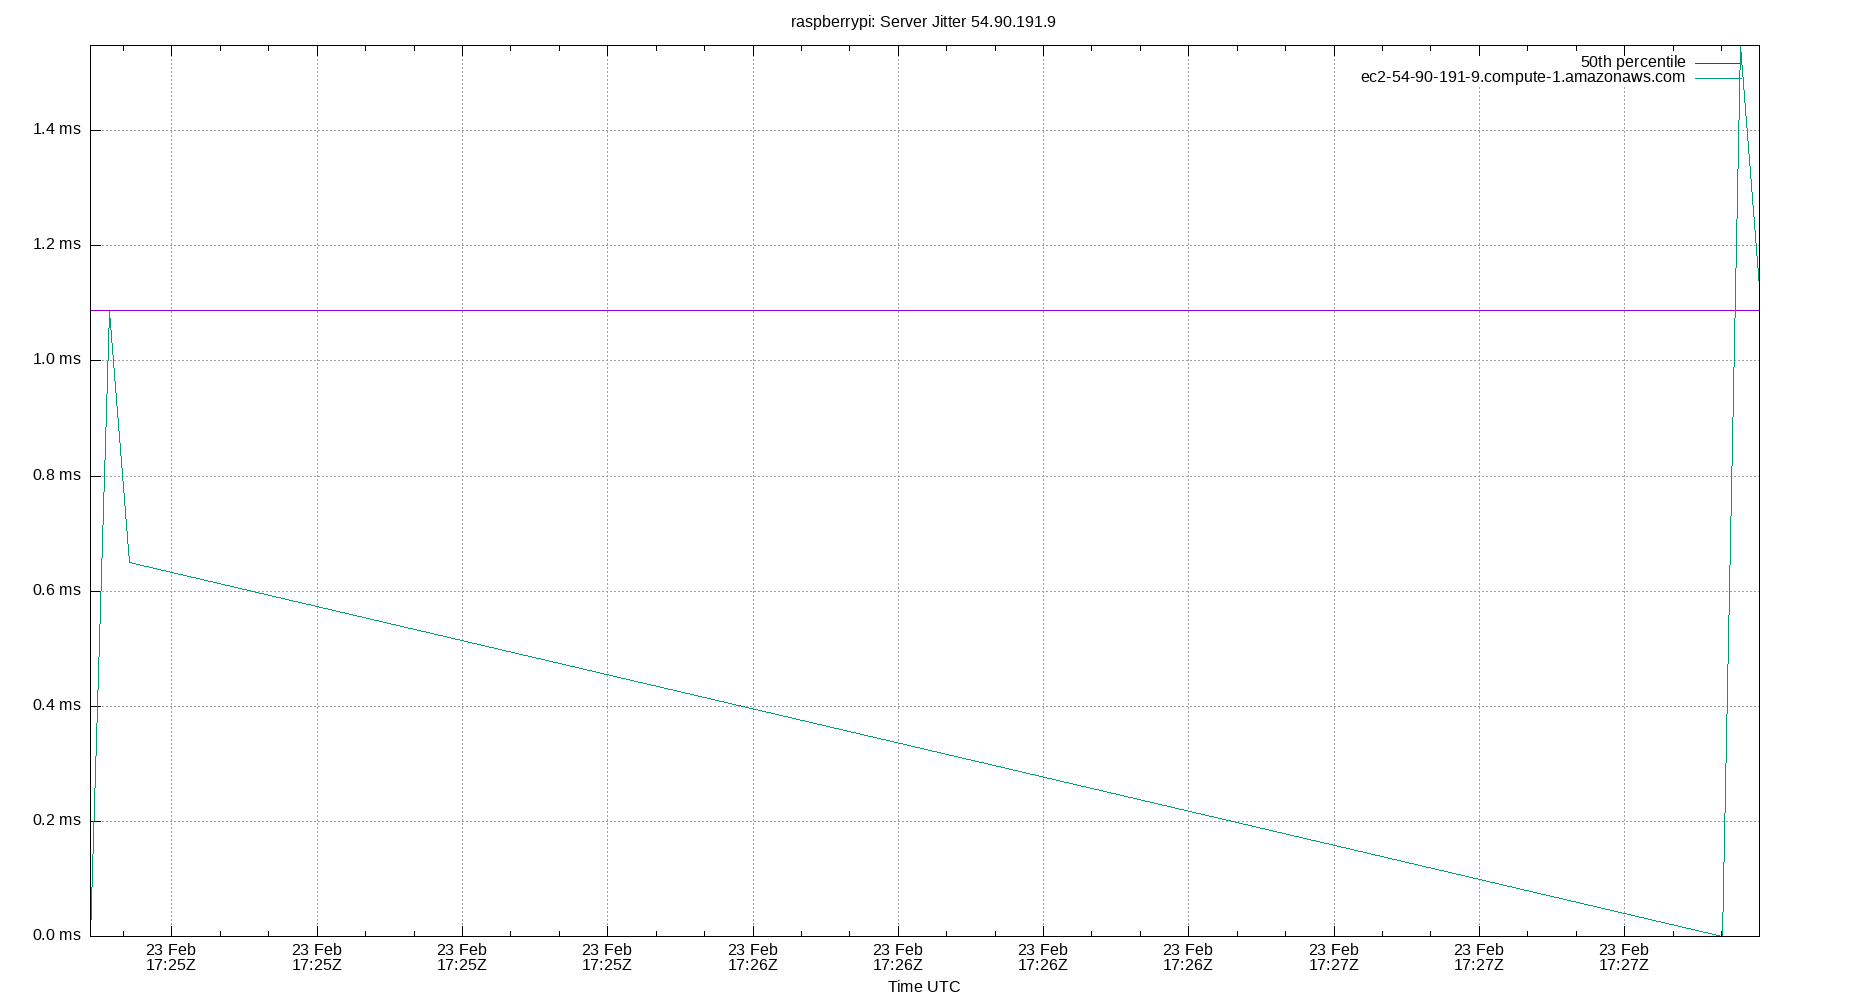 raspberrypi: Server Jitter 54.90.191.9
50th percentile
ec2-54-90-191-9.compute-1.amazonaws.com
1.4 ms
1.2 ms
1.0 ms
0.8 ms
0.6 ms
0.4 ms
0.2 ms
0.0 ms
23 Feb 23 Feb 23 Feb 23 Feb 23 Feb 23 Feb 23 Feb 23 Feb 23 Feb 23 Feb 23 Feb
17:25Z 17:25Z 17:25Z 17:25Z 17:26Z 17:26Z 17:26Z 17:26Z 17:27Z 17:27Z 17:27Z
Time UTC